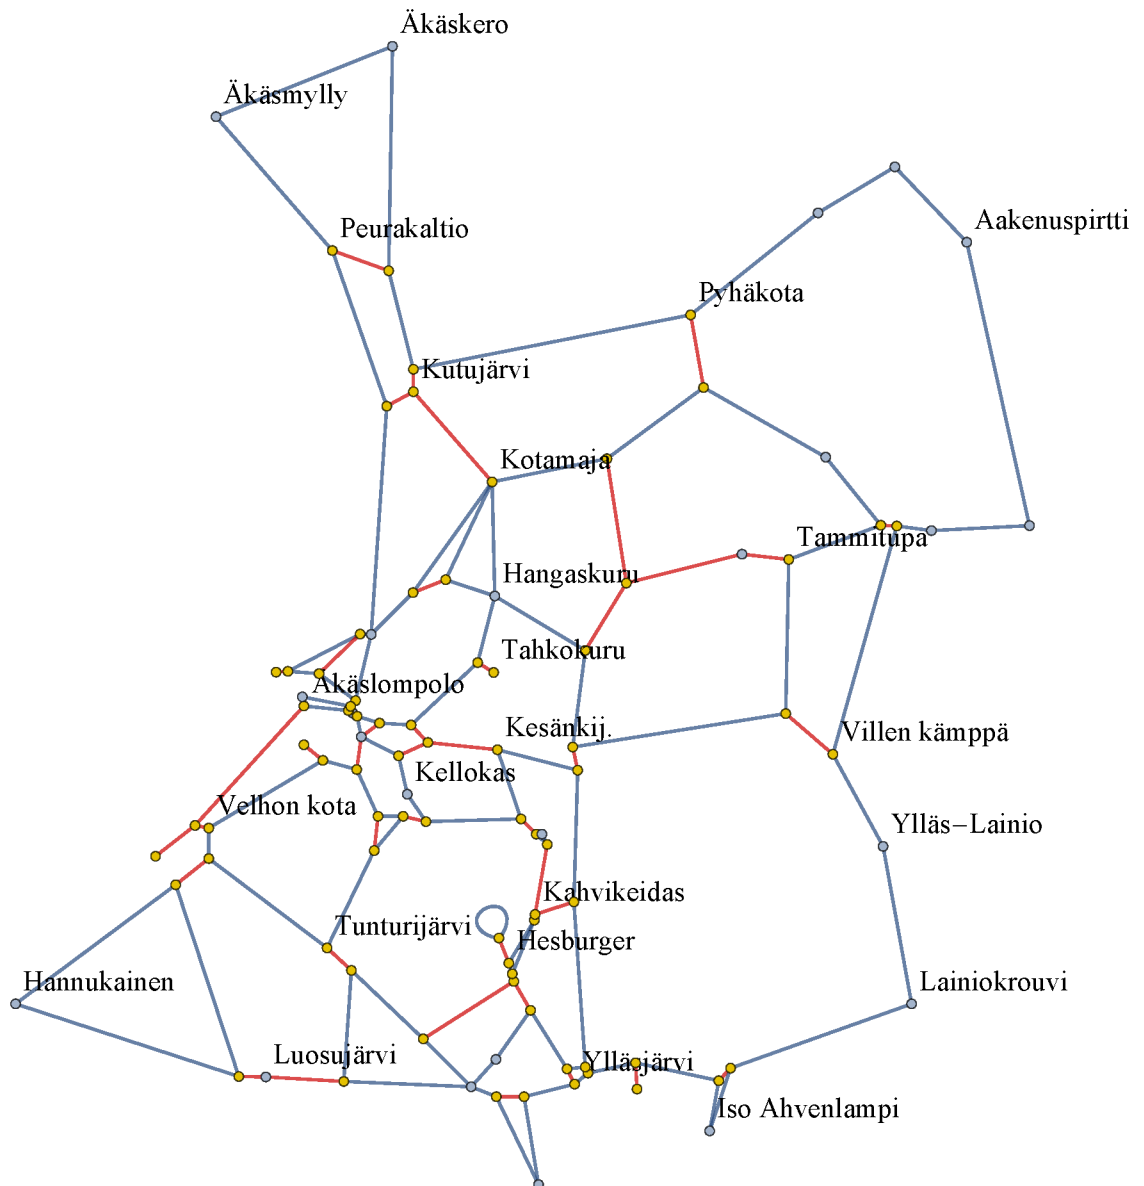 Äkäskero
Äkäsmylly
Peurakaltio
Aakenuspirtti
Pyhäkota
Kutujärvi
Kotamaja
Tammitupa
Hangaskuru
Tahkokuru
Äkäslompolo
Kesänkij.
Villen kämppä
Kellokas
Velhon kota
Ylläs−Lainio
Kahvikeidas
Tunturijärvi
Hesburger
Hannukainen
Lainiokrouvi
Luosujärvi
Ylläsjärvi
Iso Ahvenlampi